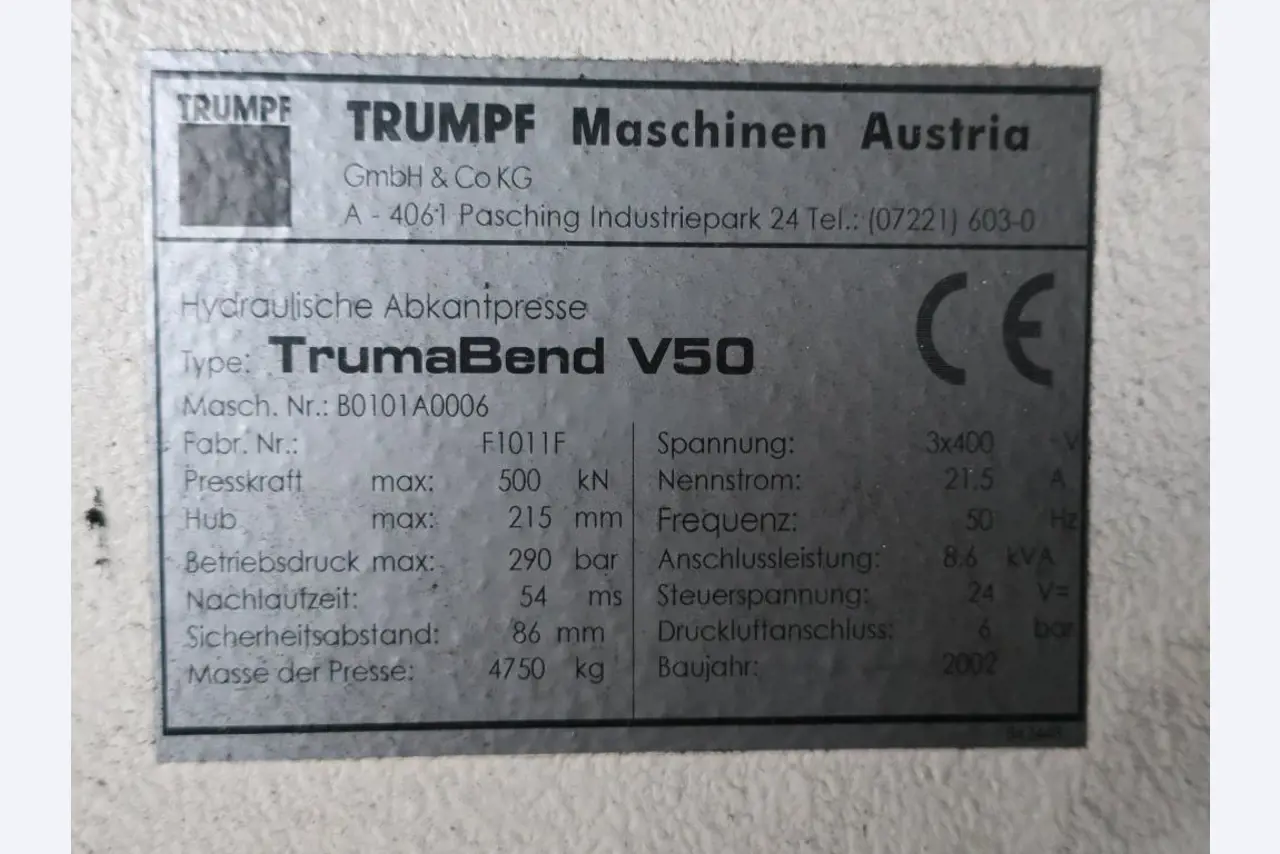 TRUMPF
TRUMPF Maschinen Austria
GmbH & Co KG
A - 4061 Pasching Industriepark 24 Tel.: (07221) 603-0
Hydraulische Abkantpresse
CE
Type: TrumaBend V50
Masch. Nr.: B0101A0006
Fabr. Nr.: F1011F
Presskraft max: 500 kN
Hub max: 215 mm
Betriebsdruck max: 290 bar
Nachlaufzeit: 54 ms
Sicherheitsabstand: 86 mm
Masse der Presse: 4750 kg
Spannung: 3x400 V
Nennstrom: 21.5 A
Frequenz: 50 Hz
Anschlussleistung: 8.6 kVA
Steuerspannung: 24 V=
Druckluftanschluss: 6 bar
Baujahr: 2002